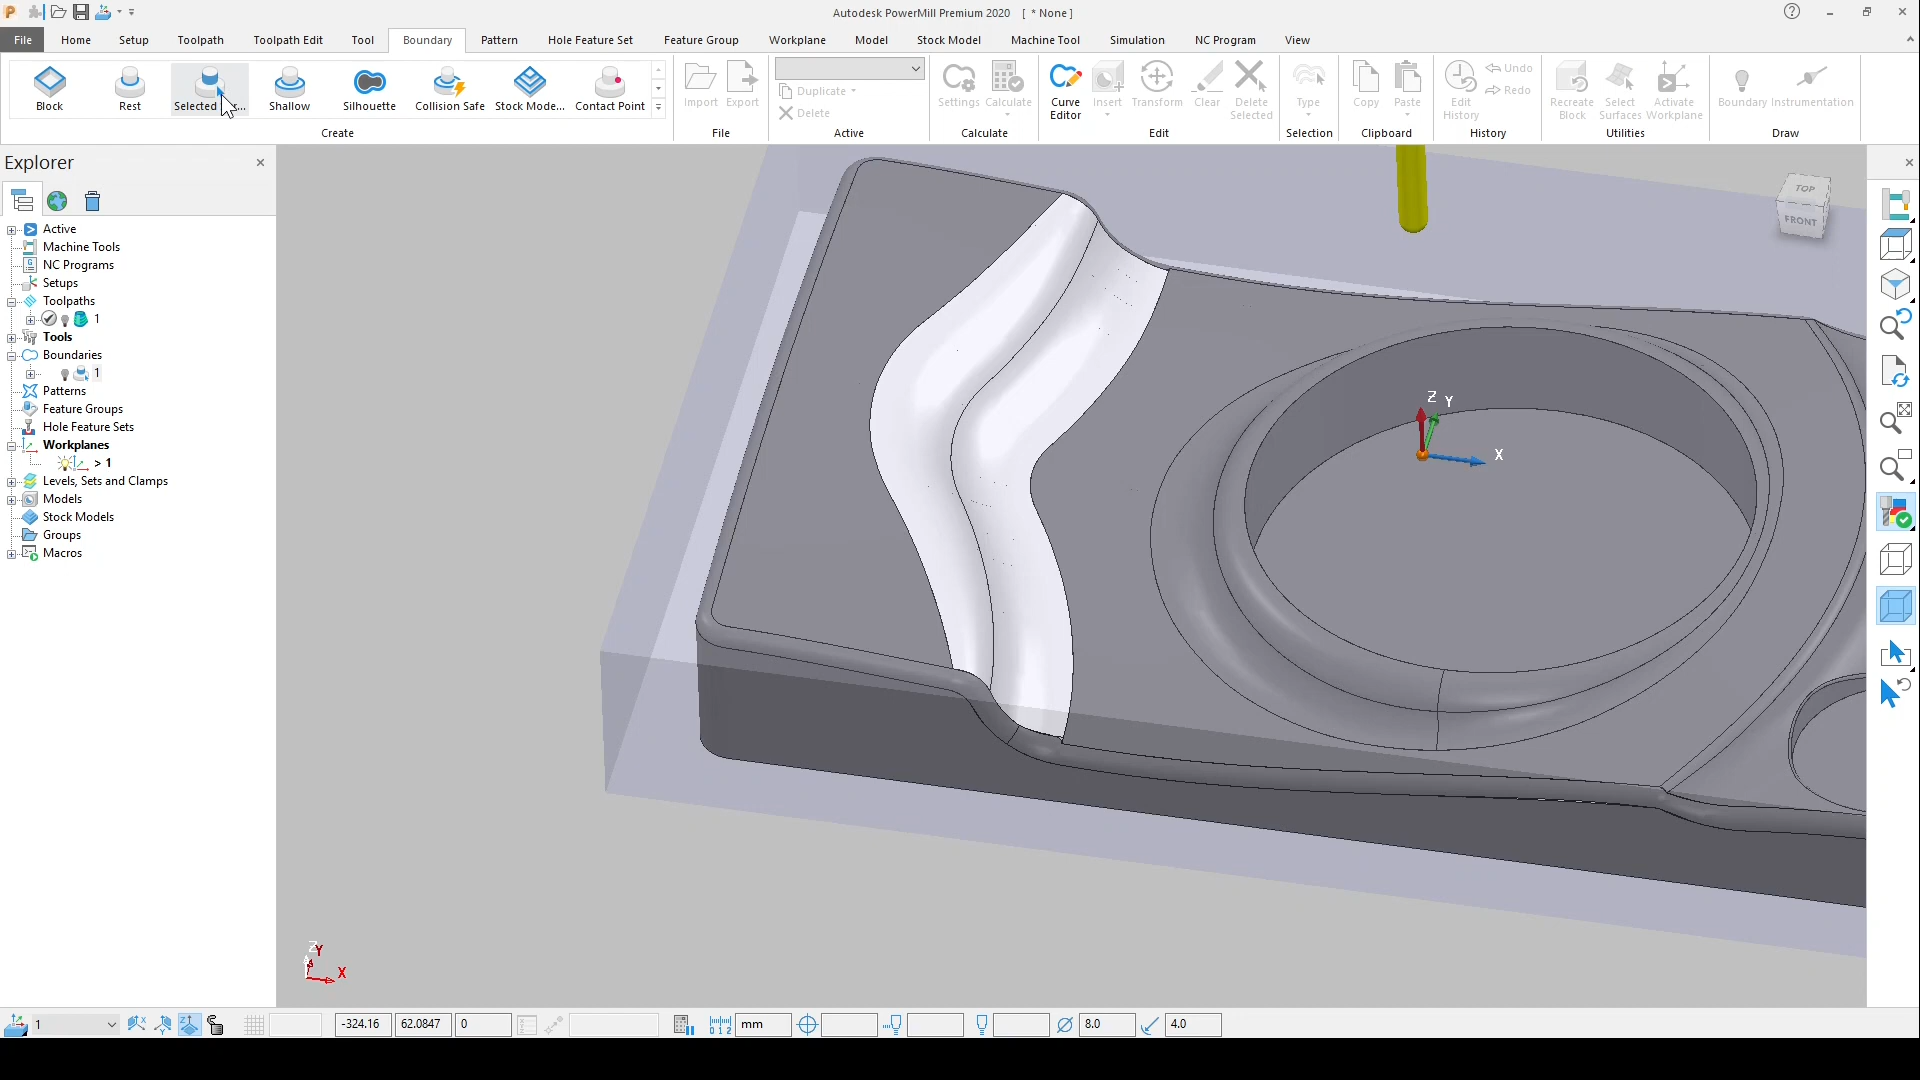 Autodesk PowerMill Premium 2020 [ * None ]
File Home Setup Toolpath Toolpath Edit Tool Boundary Pattern Hole Feature Set Feature Group Workplane Model Stock Model Machine Tool Simulation NC Program View
Block Rest Selected Shallow Silhouette Collision Safe Stock Mode... Contact Point
Create
Import Export
File
Duplicate
Delete
Active
Settings Calculate
Calculate
Curve Editor Insert Transform Clear Delete Selected
Edit
Type
Selection
Copy Paste
Clipboard
Edit History Undo
Redo
History
Recreate Block Select Surfaces Activate Workplane
Utilities
Boundary Instrumentation
Draw
Explorer
Active
Machine Tools
NC Programs
Setups
Toolpaths
1
Tools
Boundaries
1
Patterns
Feature Groups
Hole Feature Sets
Workplanes
> 1
Levels, Sets and Clamps
Models
Stock Models
Groups
Macros
TOP
FRONT
Z Y
X
Z Y
X
1 -324.16 62.0847 0 mm 8.0 4.0